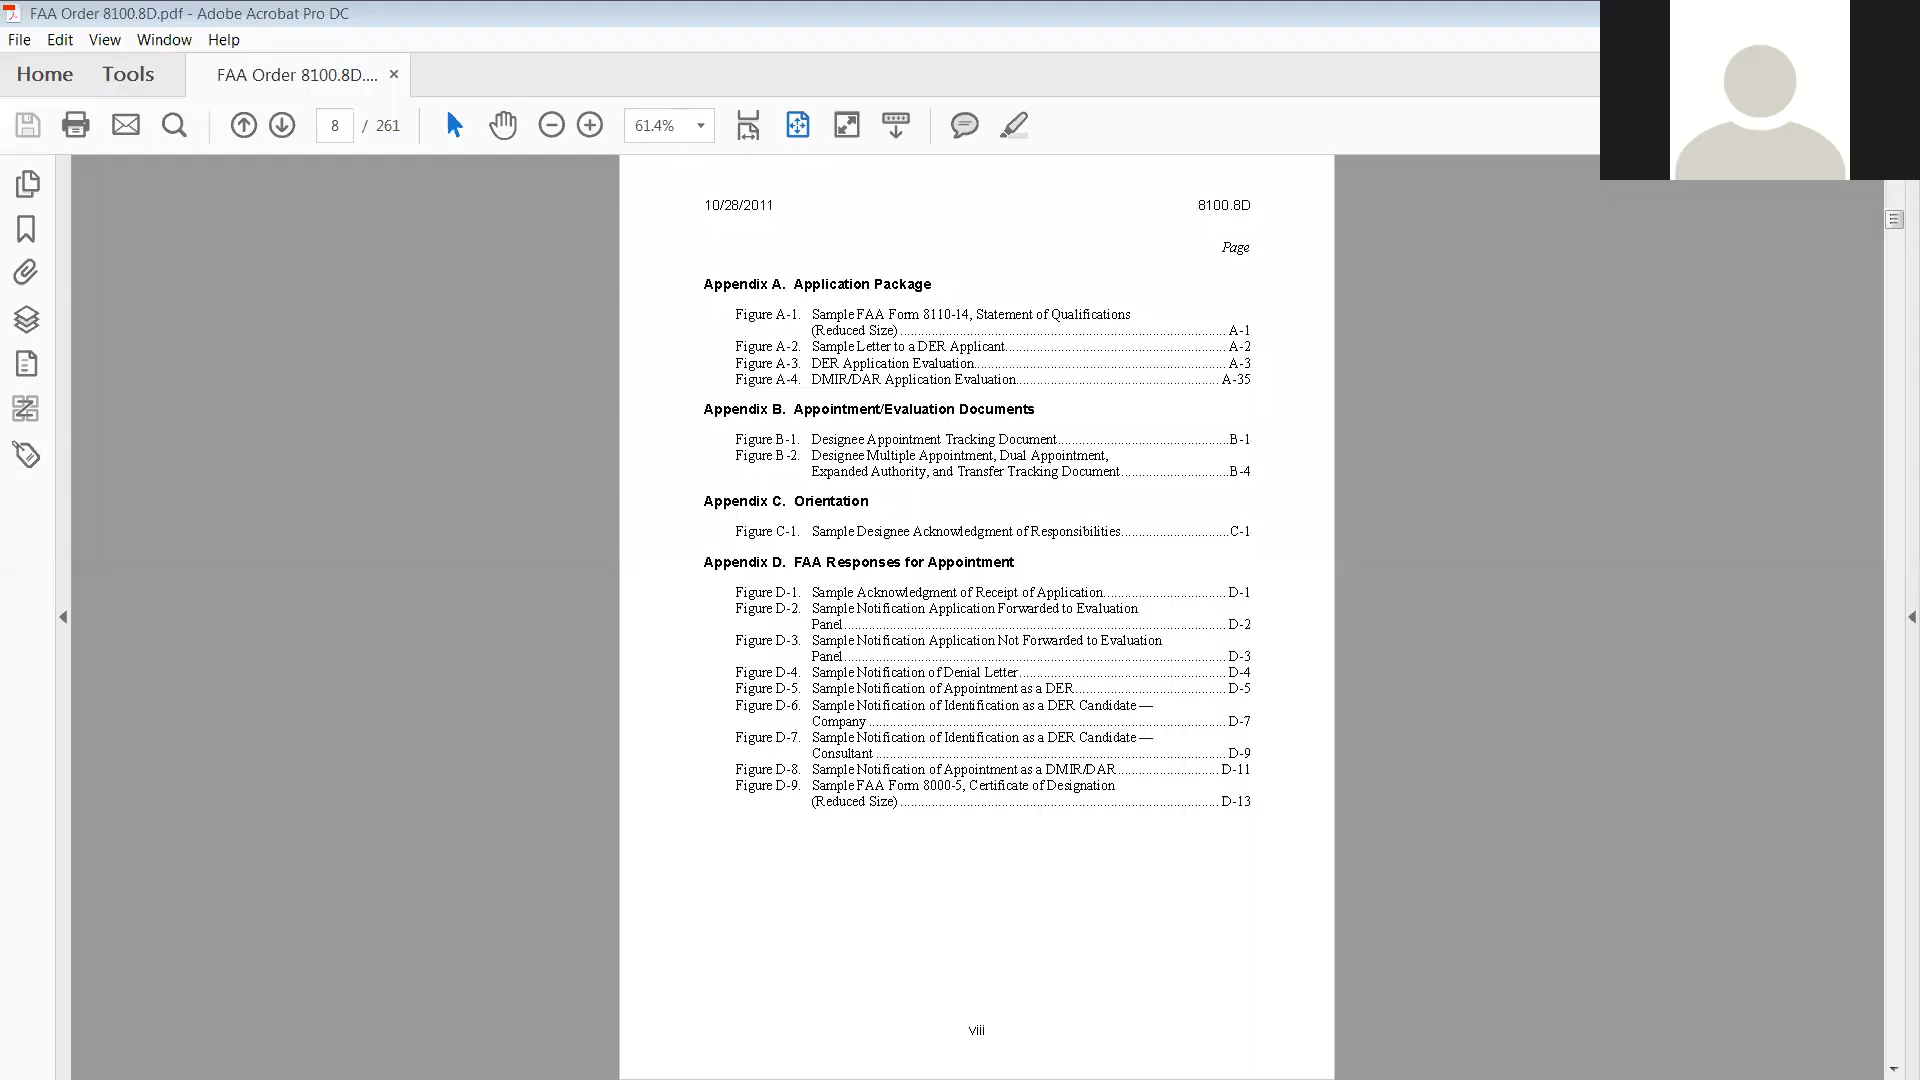 FAA Order 8100.8D.pdf - Adobe Acrobat Pro DC
File Edit View Window Help
Home Tools FAA Order 8100.8D.... ×
8 / 261 61.4%
10/28/2011 8100.8D
Page
Appendix A. Application Package
Figure A-1. Sample FAA Form 8110-14, Statement of Qualifications
(Reduced Size) A-1
Figure A-2. Sample Letter to a DER Applicant A-2
Figure A-3. DER Application Evaluation A-3
Figure A-4. DMIR/DAR Application Evaluation A-35
Appendix B. Appointment/Evaluation Documents
Figure B-1. Designee Appointment Tracking Document B-1
Figure B-2. Designee Multiple Appointment, Dual Appointment,
Expanded Authority, and Transfer Tracking Document B-4
Appendix C. Orientation
Figure C-1. Sample Designee Acknowledgment of Responsibilities C-1
Appendix D. FAA Responses for Appointment
Figure D-1. Sample Acknowledgment of Receipt of Application D-1
Figure D-2. Sample Notification Application Forwarded to Evaluation
Panel D-2
Figure D-3. Sample Notification Application Not Forwarded to Evaluation
Panel D-3
Figure D-4. Sample Notification of Denial Letter D-4
Figure D-5. Sample Notification of Appointment as a DER D-5
Figure D-6. Sample Notification of Identification as a DER Candidate —
Company D-7
Figure D-7. Sample Notification of Identification as a DER Candidate —
Consultant D-9
Figure D-8. Sample Notification of Appointment as a DMIR/DAR D-11
Figure D-9. Sample FAA Form 8000-5, Certificate of Designation
(Reduced Size) D-13
viii